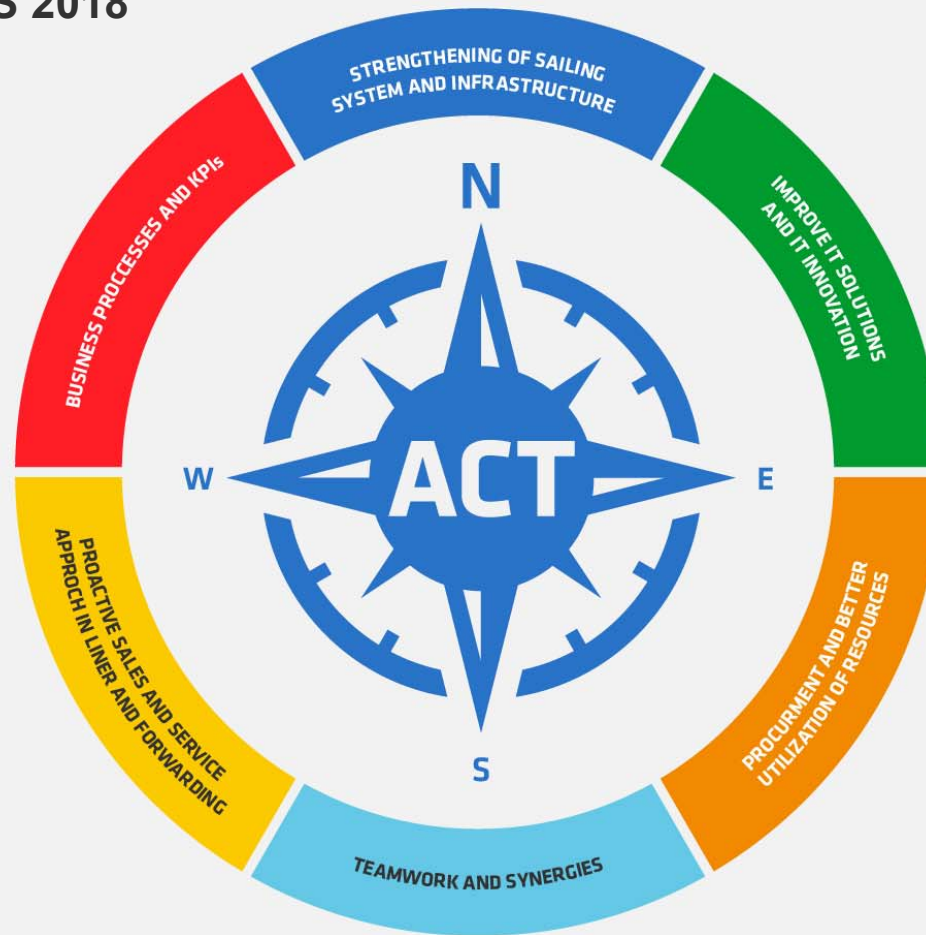 S 2018
STRENGTHENING OF SAILING
SYSTEM AND INFRASTRUCTURE
IMPROVE IT SOLUTIONS
AND IT INNOVATION
PROCURMENT AND BETTER
UTILIZATION OF RESOURCES
TEAMWORK AND SYNERGIES
PROACTIVE SALES AND SERVICE
APPROCH IN LINER AND FORWARDING
BUSINESS PROCCESSES AND KPIs
N
W
ACT
E
S